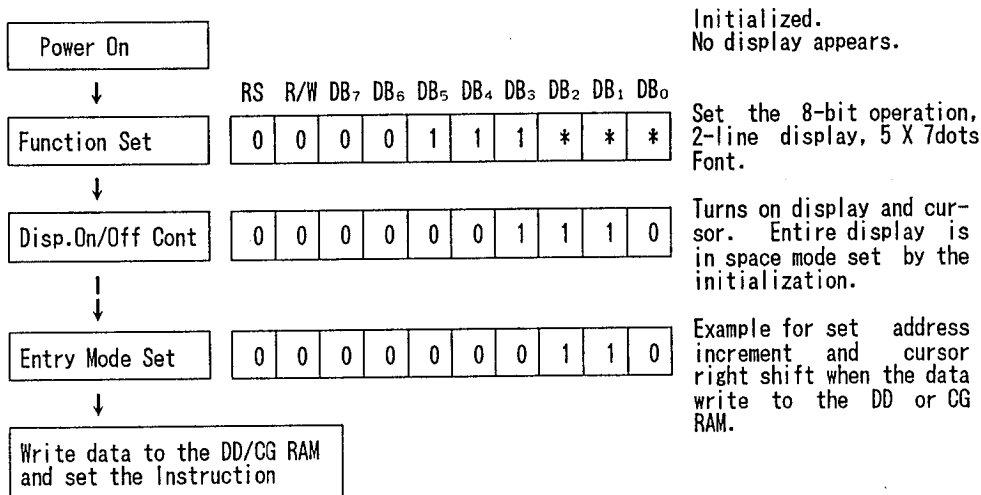 Power On
Initialized.
No display appears.
RS R/W DB₇ DB₆ DB₅ DB₄ DB₃ DB₂ DB₁ DB₀
Function Set
0 0 0 0 1 1 1 * * *
Set the 8-bit operation,
2-line display, 5 X 7dots
Font.
Disp.On/Off Cont
0 0 0 0 0 0 1 1 1 0
Turns on display and cur-
sor. Entire display is
in space mode set by the
initialization.
Entry Mode Set
0 0 0 0 0 0 0 1 1 0
Example for set address
increment and cursor
right shift when the data
write to the DD or CG
RAM.
Write data to the DD/CG RAM
and set the Instruction